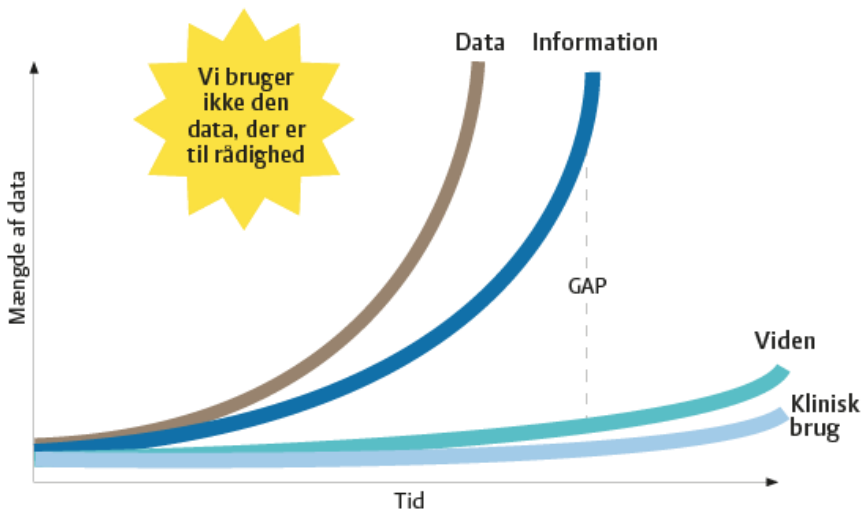 Data
Information
Vi bruger
ikke den
data, der er
til rådighed
Mængde af data
GAP
Viden
Klinisk
brug
Tid